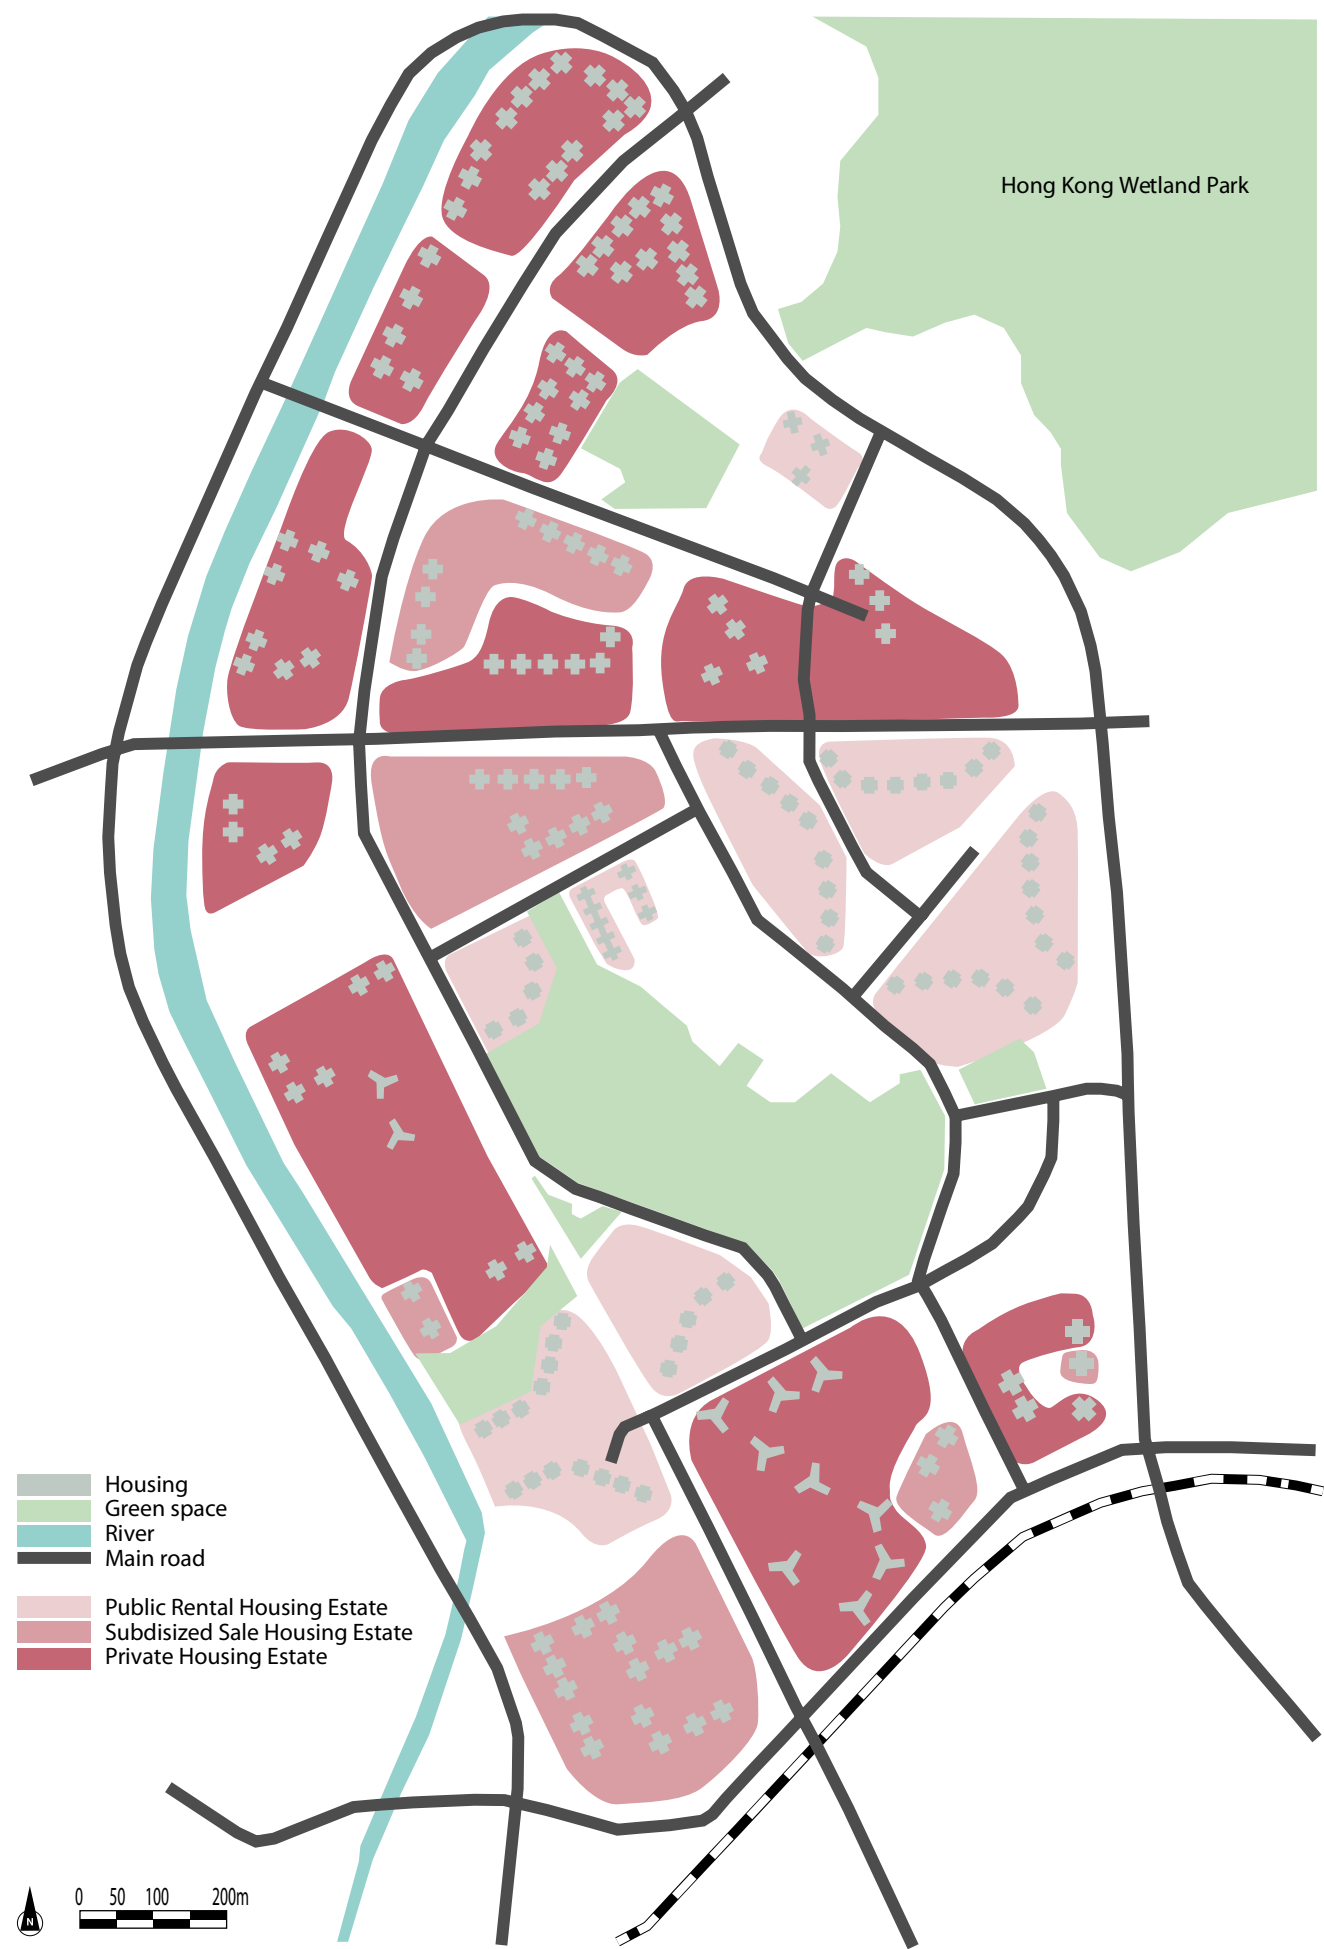 Hong Kong Wetland Park
Housing
Green space
River
Main road
Public Rental Housing Estate
Subdisized Sale Housing Estate
Private Housing Estate
0 50 100 200m
N